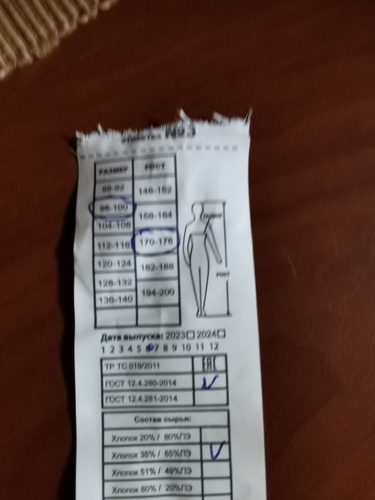 №3
РАЗМЕР РОСТ
88-92 146-152
96-100 158-164
104-108
112-116 170-176
120-124 182-188
128-132
136-140 194-200
РОСТ
Дата выпуска: 2023 2024
1 2 3 4 5 6 7 8 9 10 11 12
ТР ТС 019/2011 ЕАС
ГОСТ 12.4.280-2014
ГОСТ 12.4.281-2014
Состав сырья:
Хлопок 20% / 80%ПЭ
Хлопок 35% / 65%ПЭ
Хлопок 51% / 49%ПЭ
Хлопок 80% / 20%ПЭ